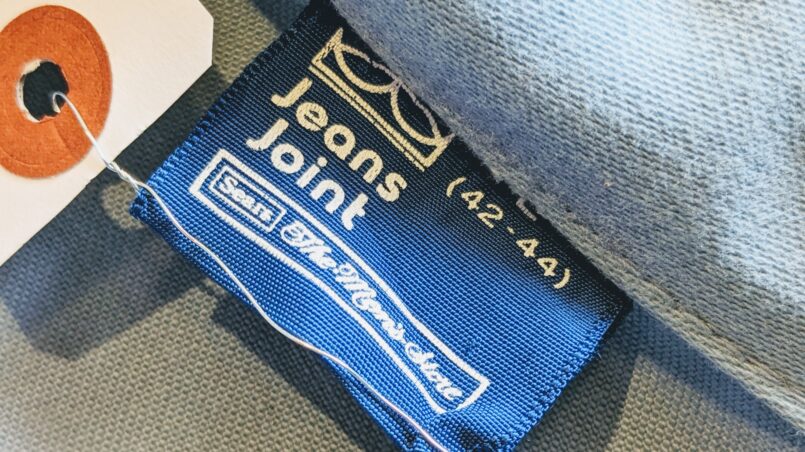 Jeans
Joint
(42-44)
Sears The Men's Store